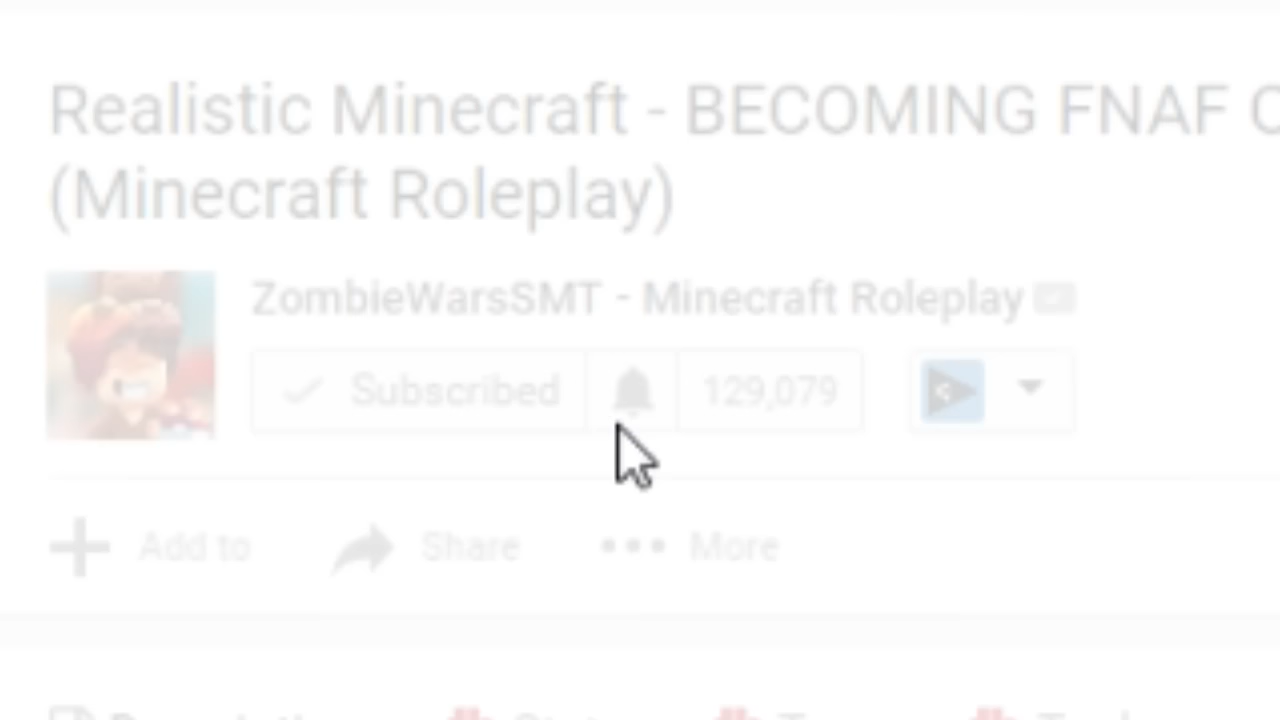 Realistic Minecraft - BECOMING FNAF
(Minecraft Roleplay)
ZombieWarsSMT - Minecraft Roleplay
Subscribed 129,079
Add to Share More